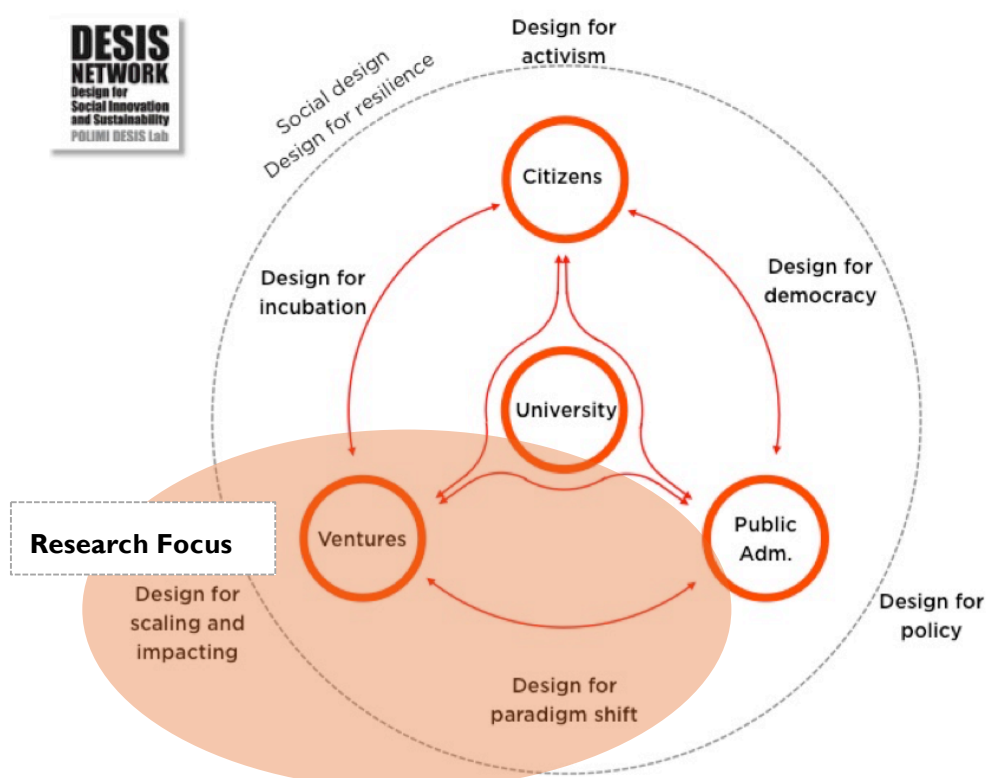 DESIS
NETWORK
Design for
Social Innovation
and Sustainability
POLIMI DESIS Lab
Design for
activism
Social design
Design for resilience
Citizens
Design for
incubation
Design for
democracy
University
Research Focus
Ventures
Public
Adm.
Design for
scaling and
impacting
Design for
policy
Design for
paradigm shift